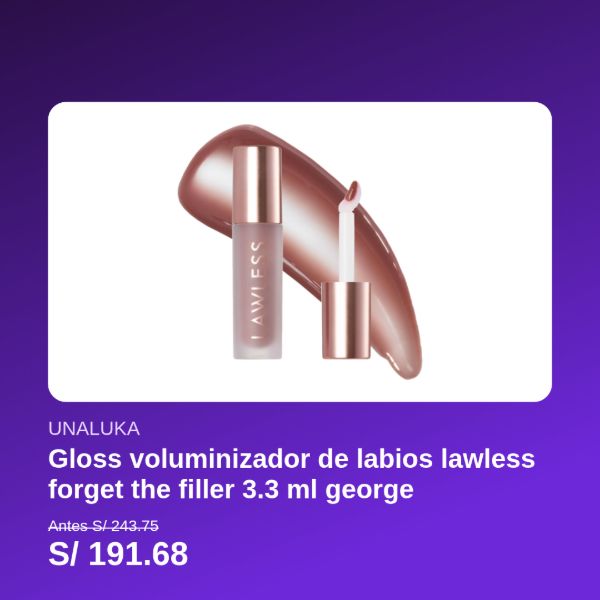 LAWLESS
UNALUKA
Gloss voluminizador de labios lawless
forget the filler 3.3 ml george
Antes S/ 243.75
S/ 191.68